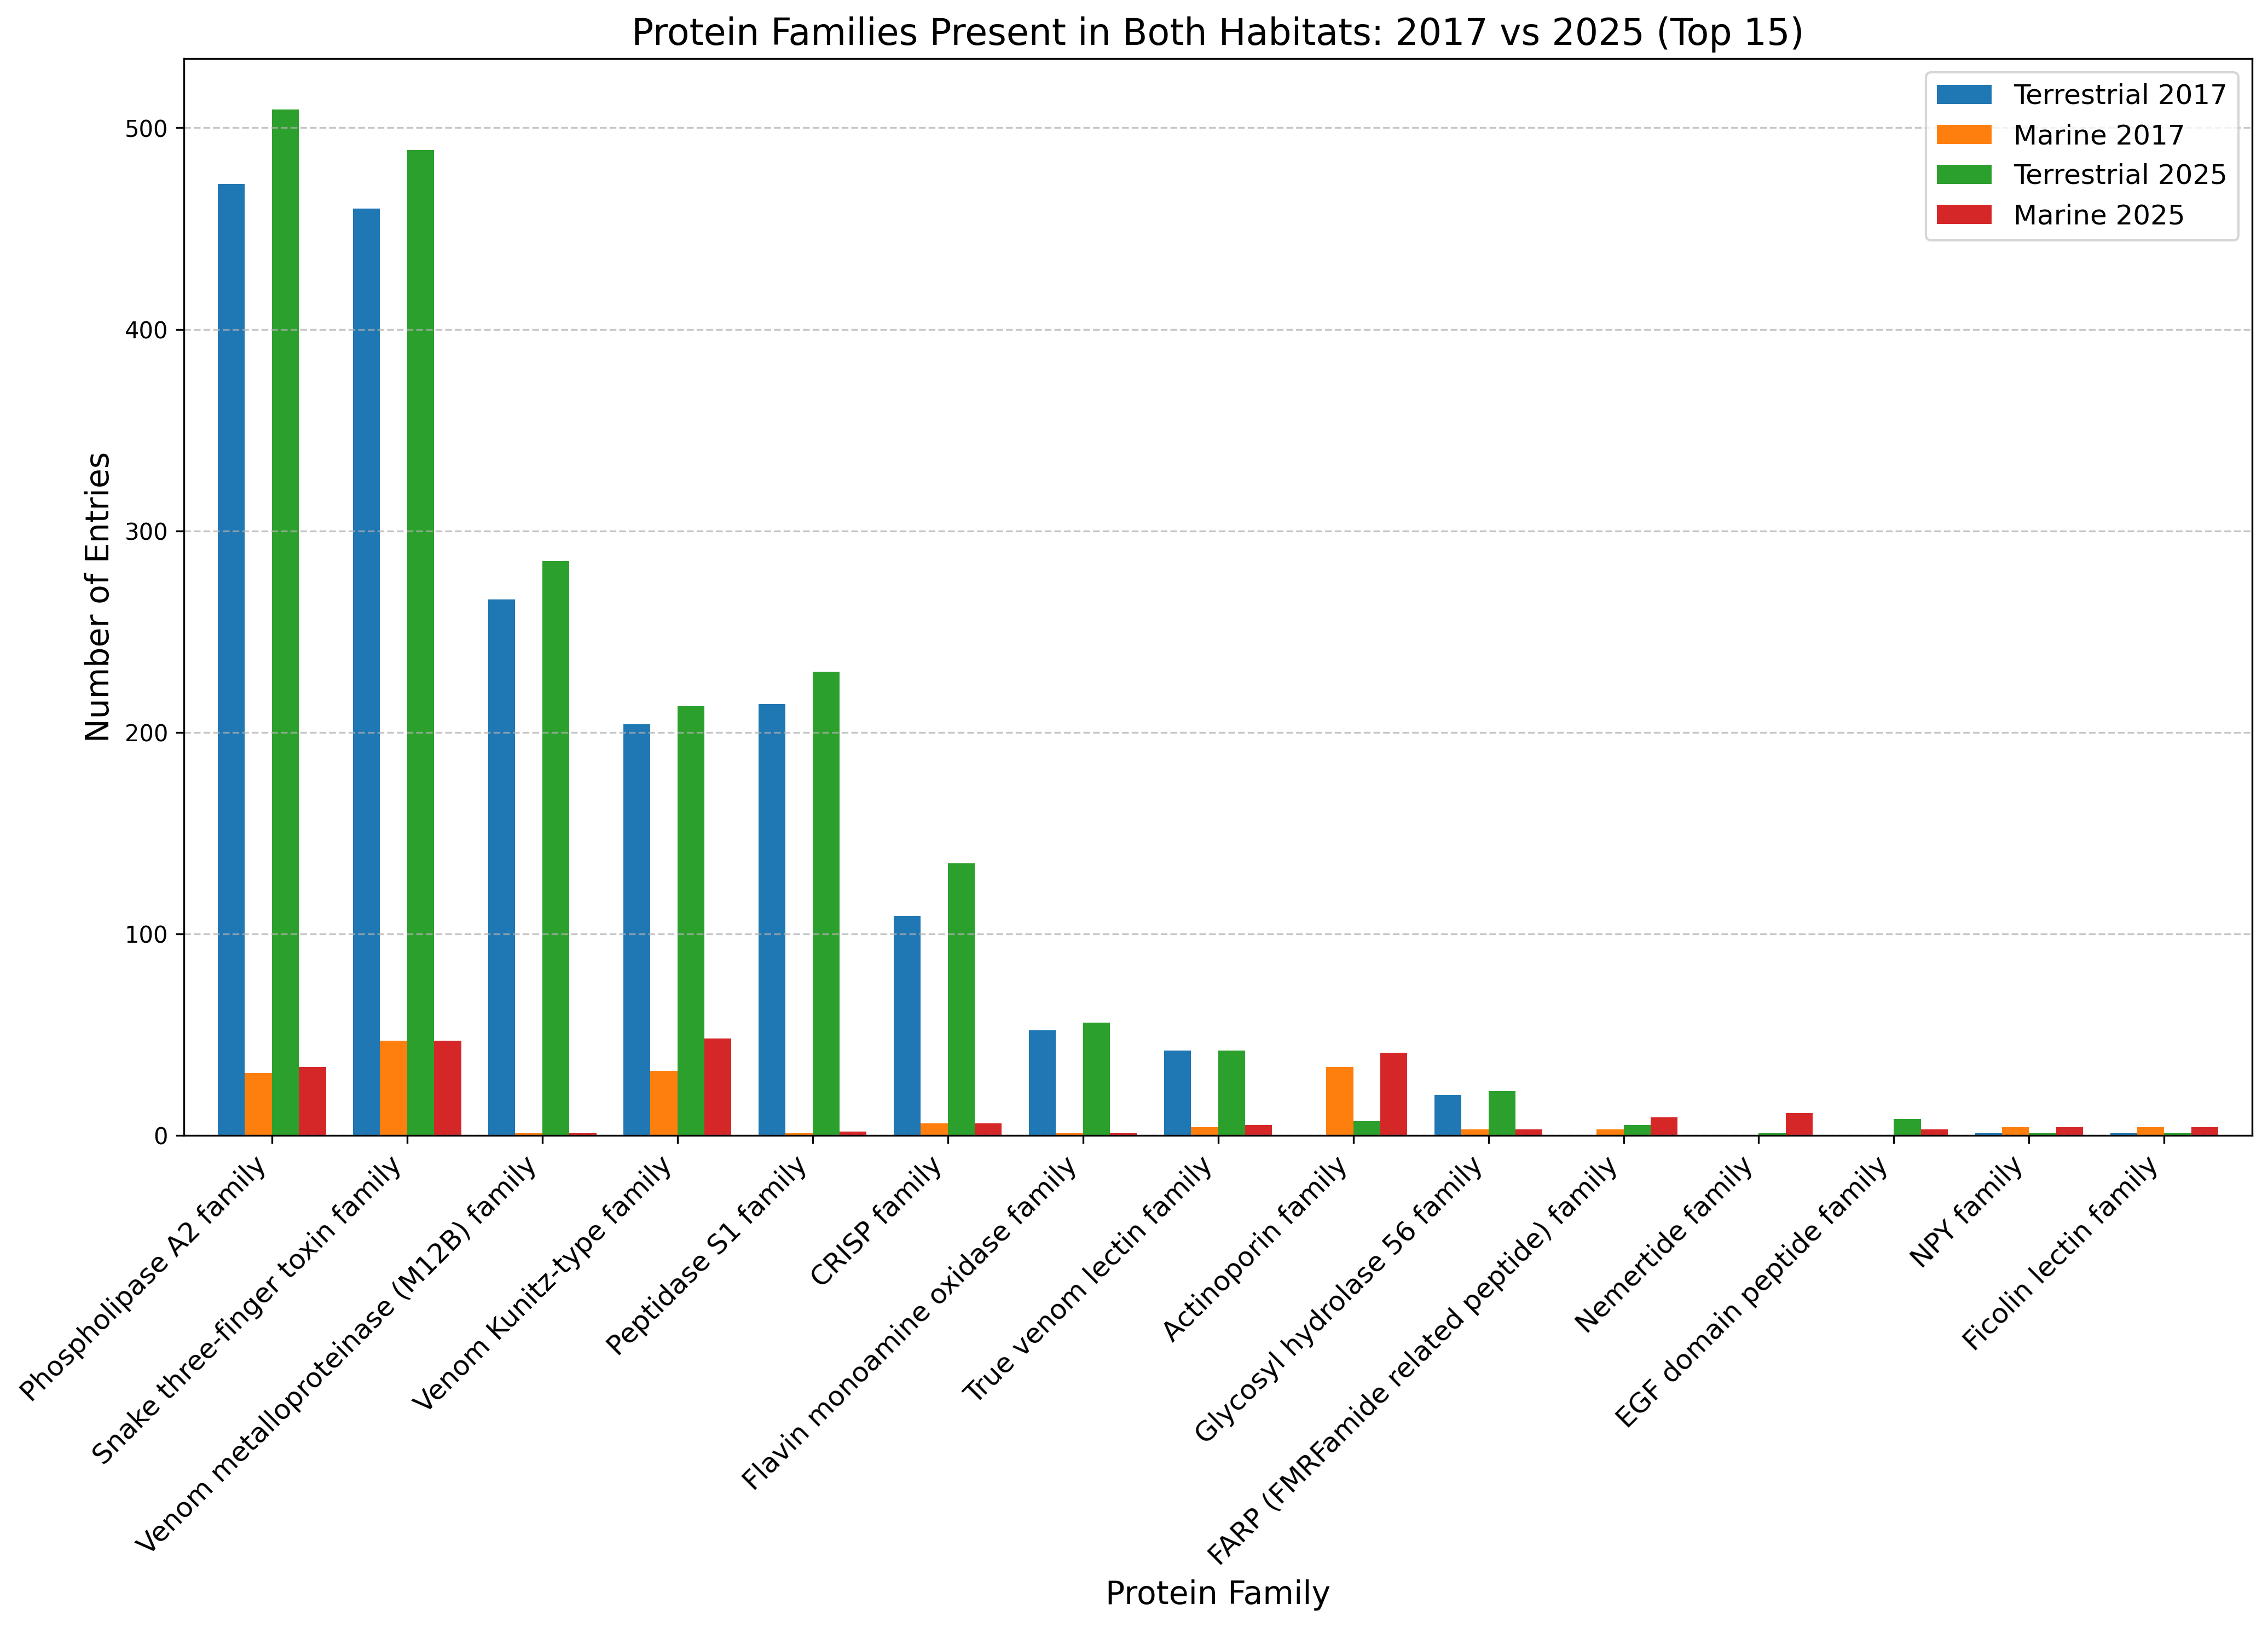 Protein Families Present in Both Habitats: 2017 vs 2025 (Top 15)
Terrestrial 2017
Marine 2017
Terrestrial 2025
Marine 2025
Number of Entries
500
400
300
200
100
0
Phospholipase A2 family
Snake three-finger toxin family
Venom metalloproteinase (M12B) family
Venom Kunitz-type family
Peptidase S1 family
CRISP family
Flavin monoamine oxidase family
True venom lectin family
Actinoporin family
Glycosyl hydrolase 56 family
FARP (FMRFamide related peptide) family
Nemertide family
EGF domain peptide family
NPY family
Ficolin lectin family
Protein Family